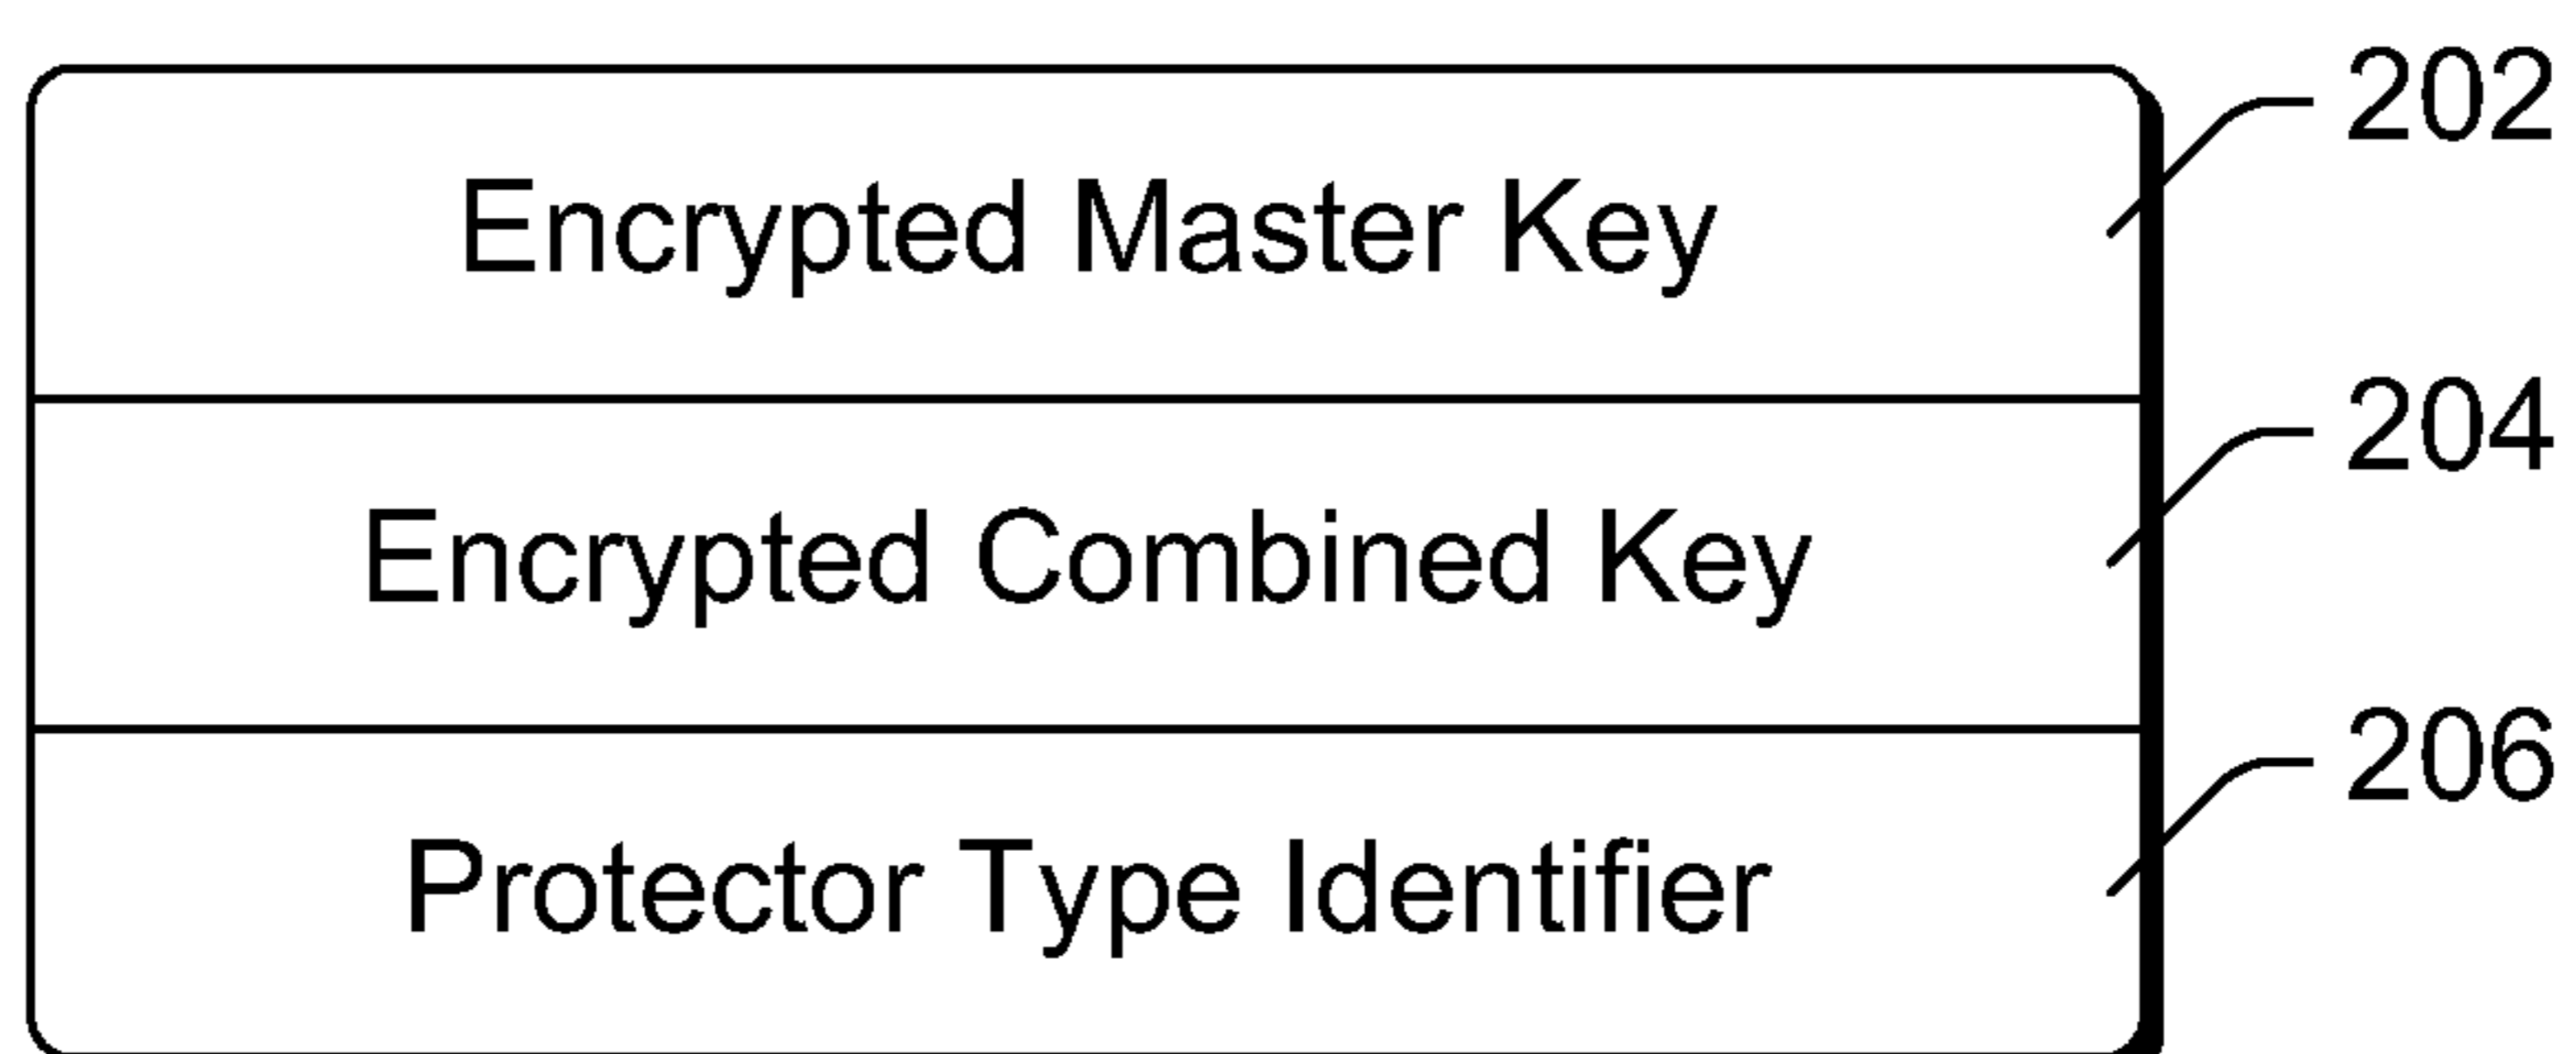 202
Encrypted Master Key
204
Encrypted Combined Key
206
Protector Type Identifier